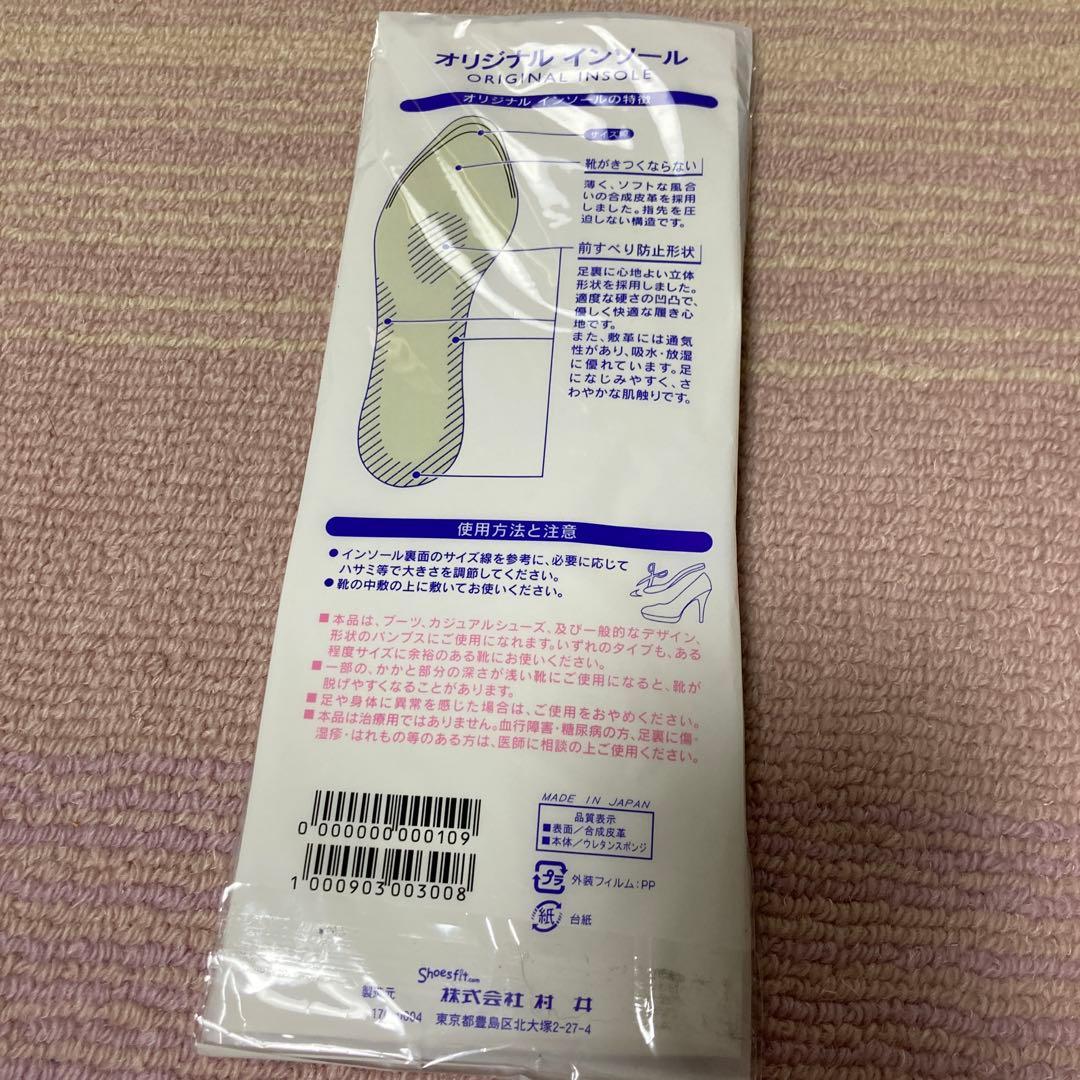 オリジナル インソール
ORIGINAL INSOLE
オリジナル インソールの特徴
サイズ線
靴がきつくならない
薄く、ソフトな風合
いの合成皮革を採用
しました。指先を圧
迫しない構造です。
前すべり防止形状
足裏に心地よい立体
形状を採用しました。
適度な硬さの凹凸で、
優しく快適な履き心
地です。
また、敷革には通気
性があり、吸水・放湿
に優れています。足
になじみやすく、さ
わやかな肌触りです。
使用方法と注意
●インソール裏面のサイズ線を参考に、必要に応じて
ハサミ等で大きさを調節してください。
●靴の中敷の上に敷いてお使いください。
■本品は、ブーツ、カジュアルシューズ、及び一般的なデザイン、
形状のパンプスにご使用になれます。いずれのタイプも、ある
程度サイズに余裕のある靴にお使いください。
■一部の、かかと部分の深さが浅い靴にご使用になると、靴が
脱げやすくなることがあります。
■足や身体に異常を感じた場合は、ご使用をおやめください。
■本品は治療用ではありません。血行障害・糖尿病の方、足裏に傷・
湿疹・はれもの等のある方は、医師に相談の上ご使用ください。
0 000000 000109
1 000903 003008
MADE IN JAPAN
品質表示
■表面／合成皮革
■本体／ウレタンスポンジ
プラ 外装フィルム：PP
紙 台紙
Shoesfit.com
製造元 株式会社 村井
東京都豊島区北大塚2-27-4